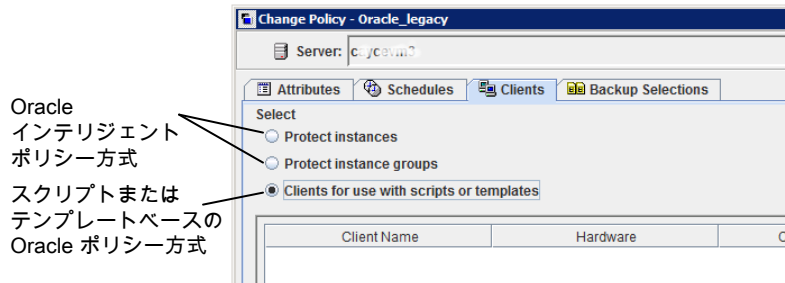 Change Policy - Oracle_legacy
Server:
Attributes Schedules Clients Backup Selections
Select
Protect instances
Protect instance groups
Clients for use with scripts or templates
Client Name Hardware
Oracle
インテリジェント
ポリシー方式
スクリプトまたは
テンプレートベースの
Oracle ポリシー方式